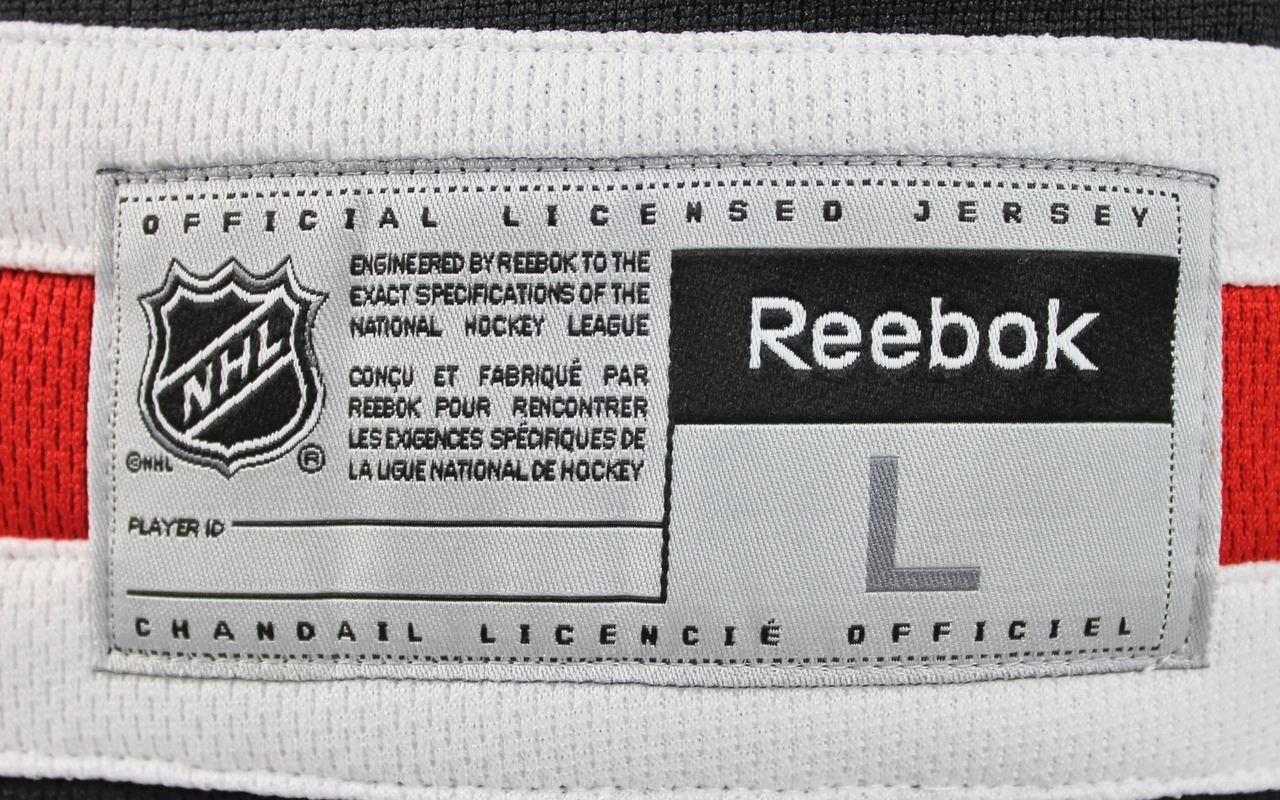 OFFICIAL LICENSED JERSEY
NHL
©NHL ®
ENGINEERED BY REEBOK TO THE
EXACT SPECIFICATIONS OF THE
NATIONAL HOCKEY LEAGUE
CONÇU ET FABRIQUÉ PAR
REEBOK POUR RENCONTRER
LES EXIGENCES SPÉCIFIQUES DE
LA LIGUE NATIONAL DE HOCKEY
Reebok
L
PLAYER ID
CHANDAIL LICENCIÉ OFFICIEL